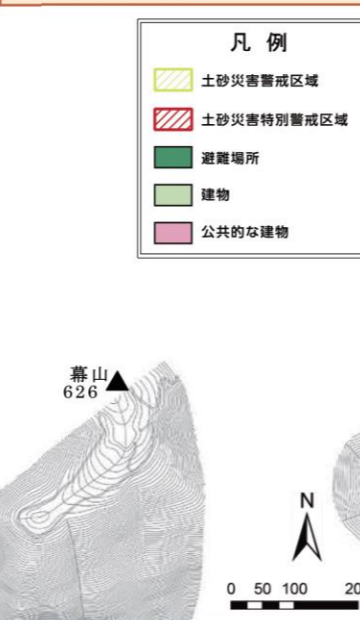 凡 例
土砂災害警戒区域
土砂災害特別警戒区域
避難場所
建物
公共的な建物
幕山
626
N
0 50 100 20